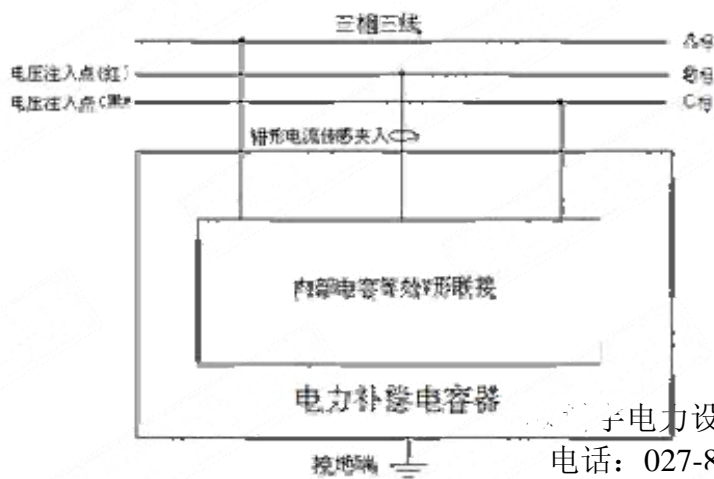 三相三线
A相
电压注入点(红)
B相
电压注入点(黑)
C相
钳形电流传感夹入
内部电容等效Y形联接
电力补偿电容器
宇电力设
电话：027-8
接地端